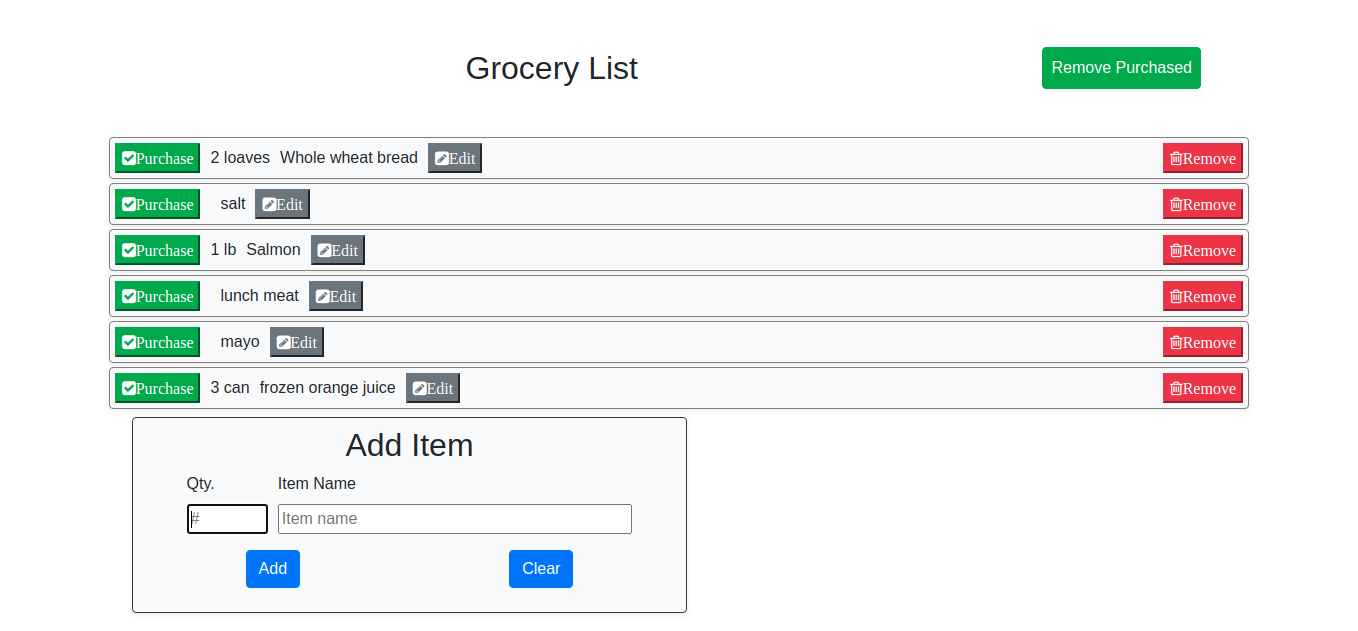 Grocery List Remove Purchased
Purchase 2 loaves Whole wheat bread Edit Remove
Purchase salt Edit Remove
Purchase 1 lb Salmon Edit Remove
Purchase lunch meat Edit Remove
Purchase mayo Edit Remove
Purchase 3 can frozen orange juice Edit Remove
Add Item
Qty. Item Name
# Item name
Add Clear